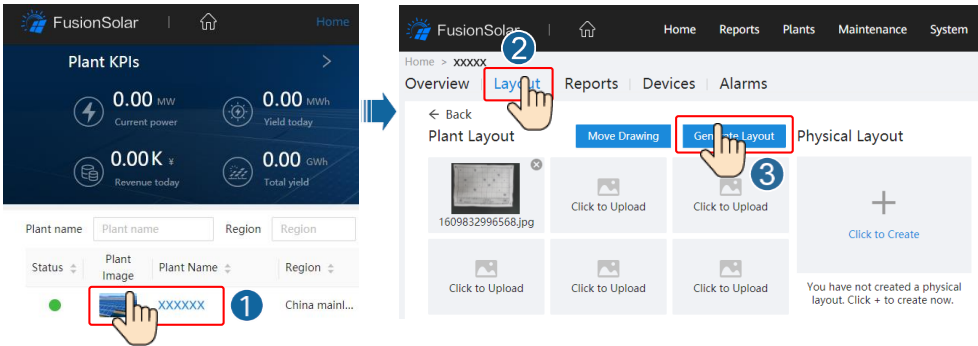 FusionSolar
Home
Plant KPIs >
0.00 MW
Current power
0.00 MWh
Yield today
0.00K ¥
Revenue today
0.00 GWh
Total yield
Plant name Plant name Region Region
Status Plant Image Plant Name Region
XXXXXX China mainl...
1
FusionSolar Home Reports Plants Maintenance System
Home > xxxxx
2
Overview Layout Reports Devices Alarms
← Back
Plant Layout Move Drawing Generate Layout Physical Layout
3
1609832996568.jpg
Click to Upload
Click to Upload
Click to Create
Click to Upload
Click to Upload
Click to Upload
You have not created a physical
layout. Click + to create now.